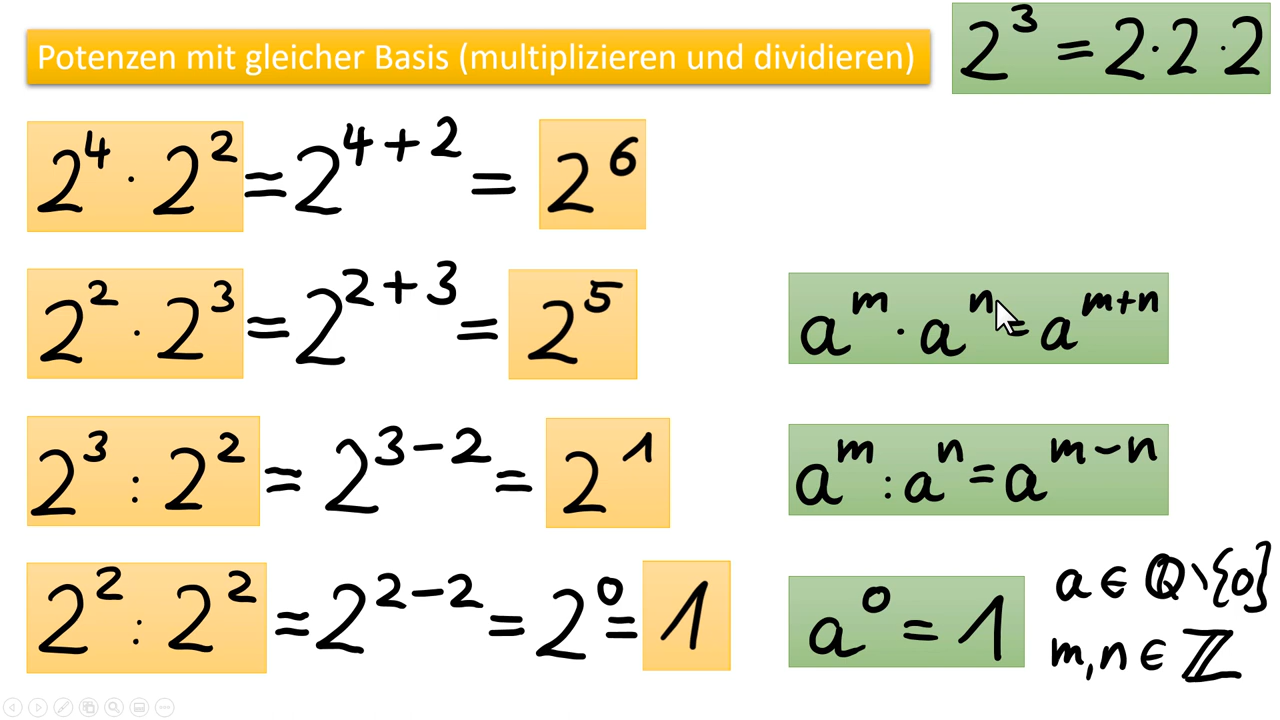 Potenzen mit gleicher Basis (multiplizieren und dividieren)
2³ = 2·2·2
2⁴ · 2² = 2⁴⁺² = 2⁶
2² · 2³ = 2²⁺³ = 2⁵
aᵐ · aⁿ = aᵐ⁺ⁿ
2³ : 2² = 2³⁻² = 2¹
aᵐ : aⁿ = aᵐ⁻ⁿ
2² : 2² = 2²⁻² = 2⁰ = 1
a⁰ = 1
a ∈ ℚ\{0}
m,n ∈ ℤ